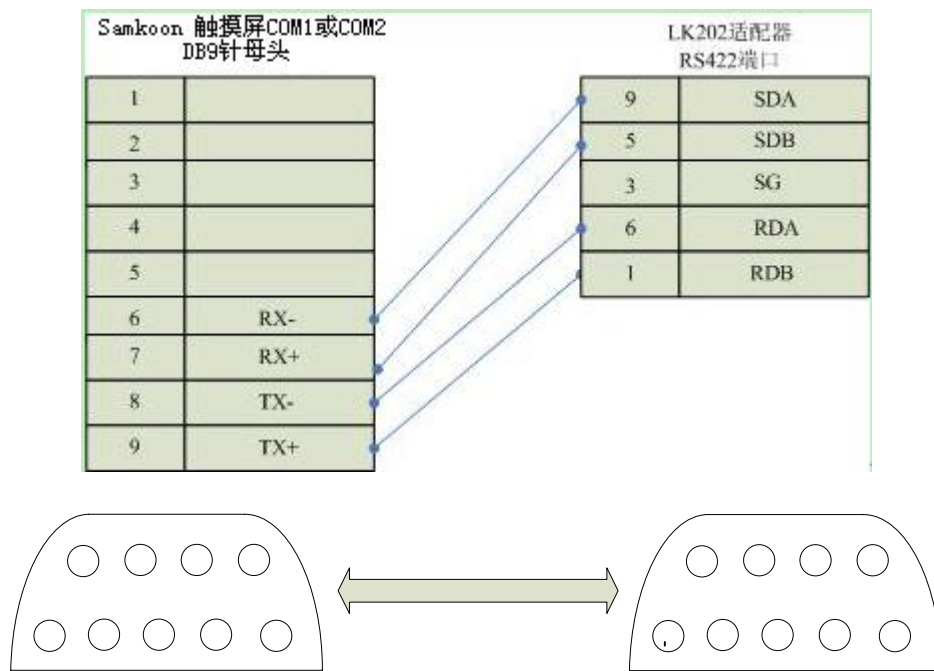 Samkoon 触摸屏COM1或COM2
DB9针母头
1
2
3
4
5
6 RX-
7 RX+
8 TX-
9 TX+
LK202适配器
RS422端口
9 SDA
5 SDB
3 SG
6 RDA
1 RDB